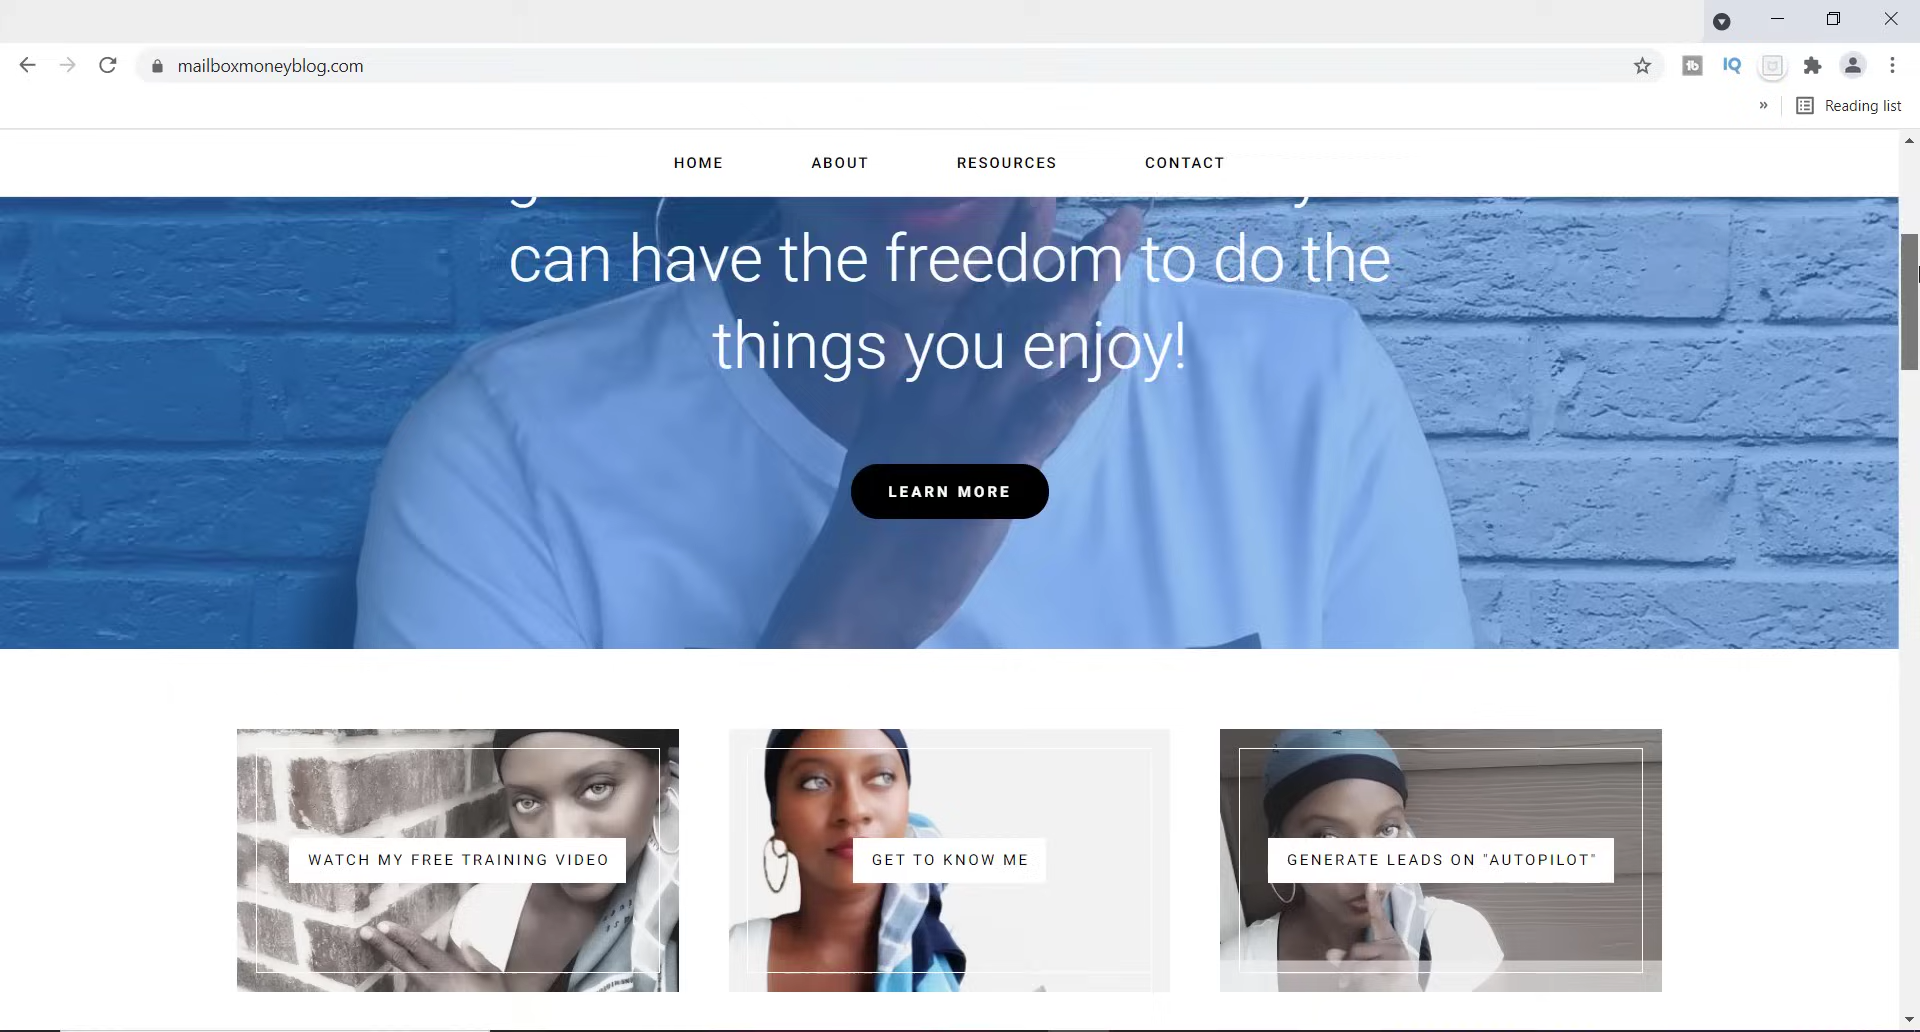 mailboxmoneyblog.com
IQ
»
Reading list
HOME
ABOUT
RESOURCES
CONTACT
can have the freedom to do the
things you enjoy!
LEARN MORE
WATCH MY FREE TRAINING VIDEO
GET TO KNOW ME
GENERATE LEADS ON "AUTOPILOT"